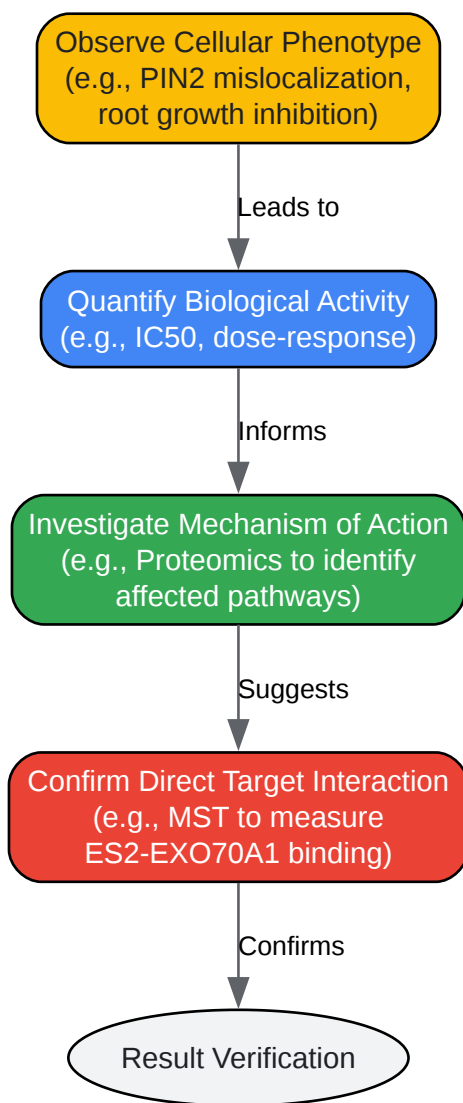 Observe Cellular Phenotype
(e.g., PIN2 mislocalization,
root growth inhibition)
Leads to
Quantify Biological Activity
(e.g., IC50, dose-response)
Informs
Investigate Mechanism of Action
(e.g., Proteomics to identify
affected pathways)
Suggests
Confirm Direct Target Interaction
(e.g., MST to measure
ES2-EXO70A1 binding)
Confirms
Result Verification